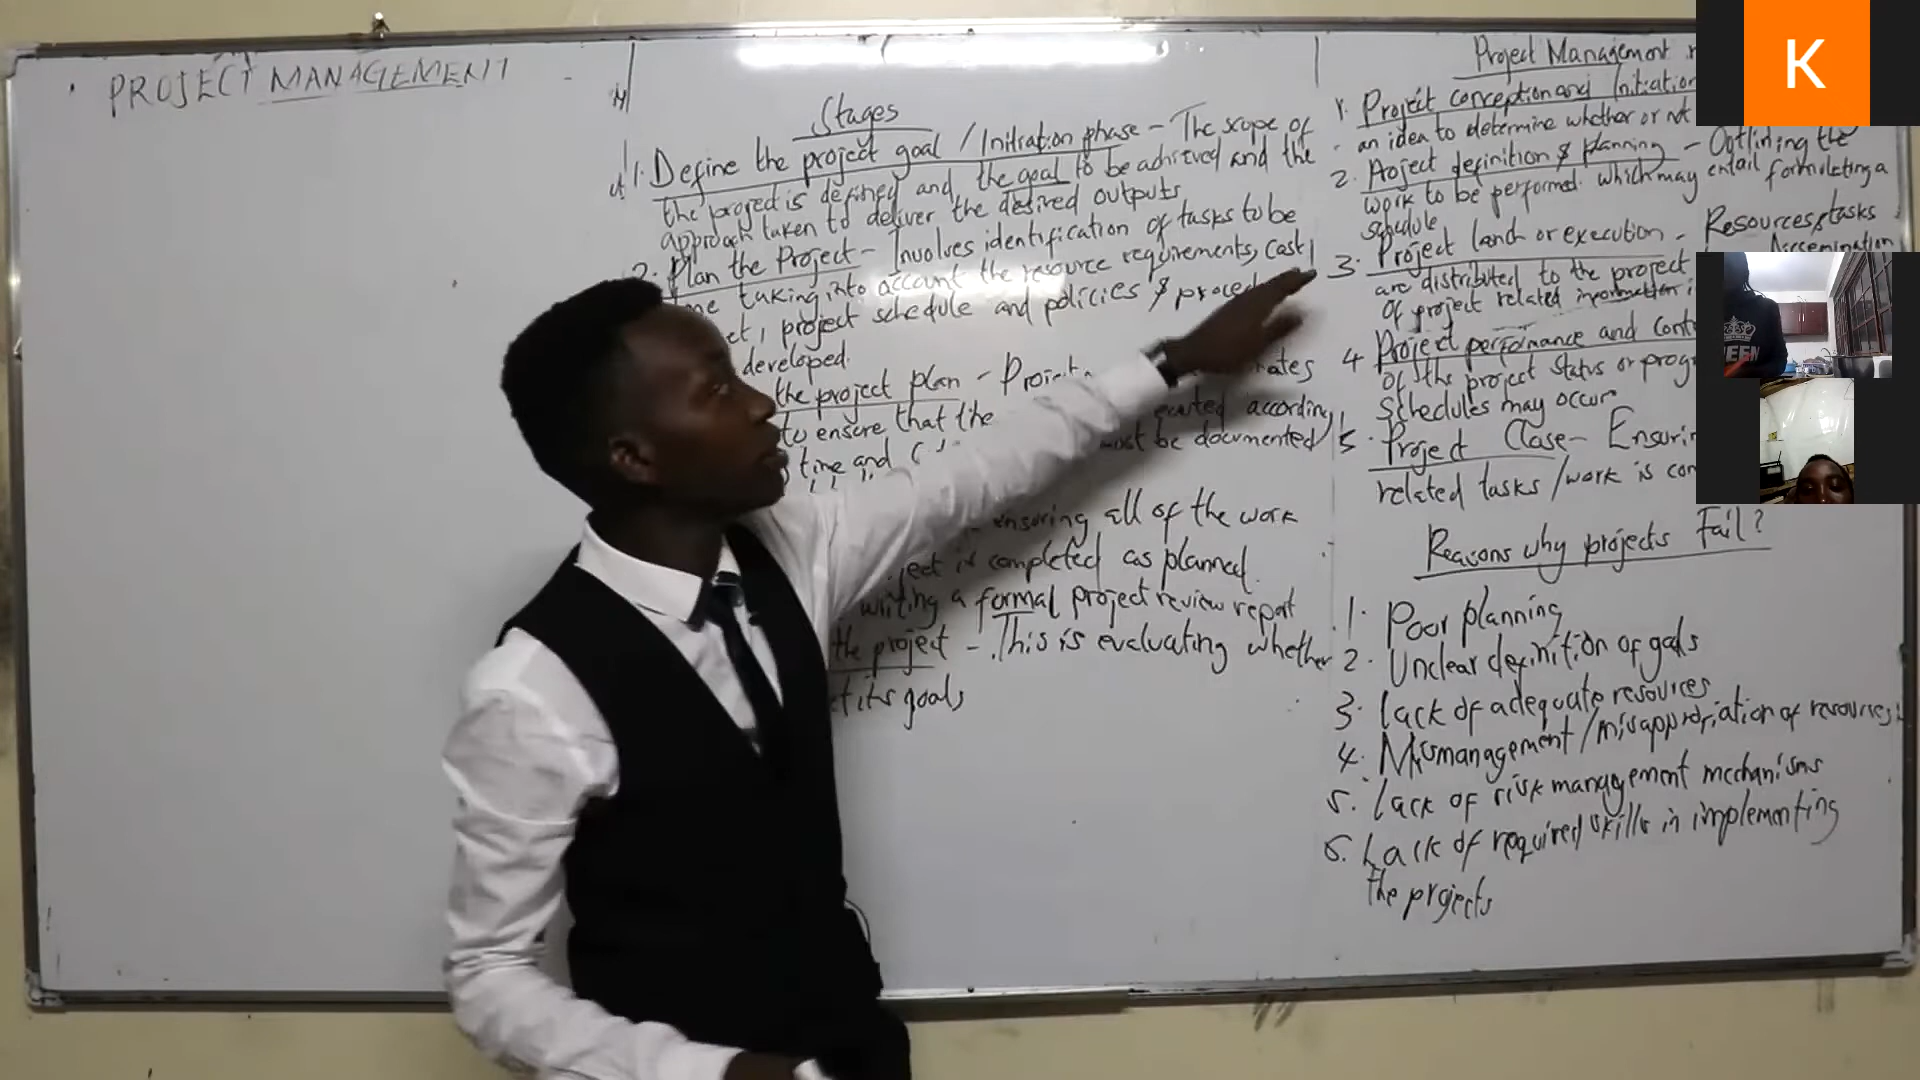 PROJECT MANAGEMENT
Stages
1. Define the project goal / Initiation phase - The scope of
the project is defined and the goal to be achieved and the
approach taken to deliver the desired outputs
2. Plan the Project - Involves identification of tasks to be
taking into account the resource requirements, cost,
project schedule and policies &
developed.
the project plan -
to ensure that the according
time and must be documented
ensuring all of the work
is completed as planned.
writing a formal project review report
the project - This is evaluating whether
its goals
Project Management
1. Project conception and Initiation
an idea to determine whether or not
2. Project definition & planning - Outlining the
work to be performed which may entail formulating a
schedule
3. Project land or execution - Resources, tasks
are distributed to the project
of project related information
4 Project performance and
of the project status or
schedules may occur
5. Project Close -
related tasks / work is
Reasons why projects Fail?
1. Poor planning
2. Unclear definition of goals
3. Lack of adequate resources
4. Mismanagement / misappropriation of resources
5. Lack of risk management mechanisms
6. Lack of required skills in implementing
the projects
K